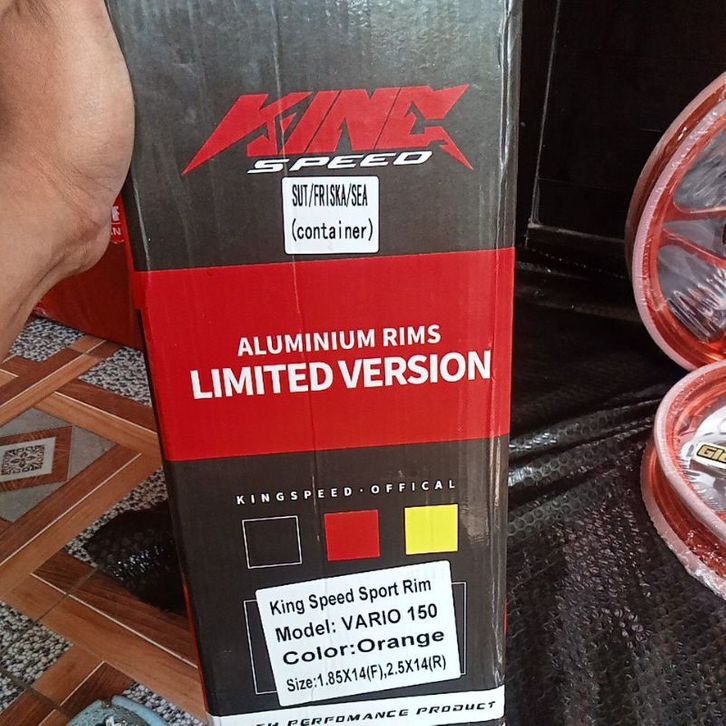 KING
SPEED
SUT/FRISKA/SEA
(container)
ALUMINIUM RIMS
LIMITED VERSION
KINGSPEED·OFFICAL
King Speed Sport Rim
Model: VARIO 150
Color:Orange
Size:1.85X14(F),2.5X14(R)
PERFOMANCE PRODUCT